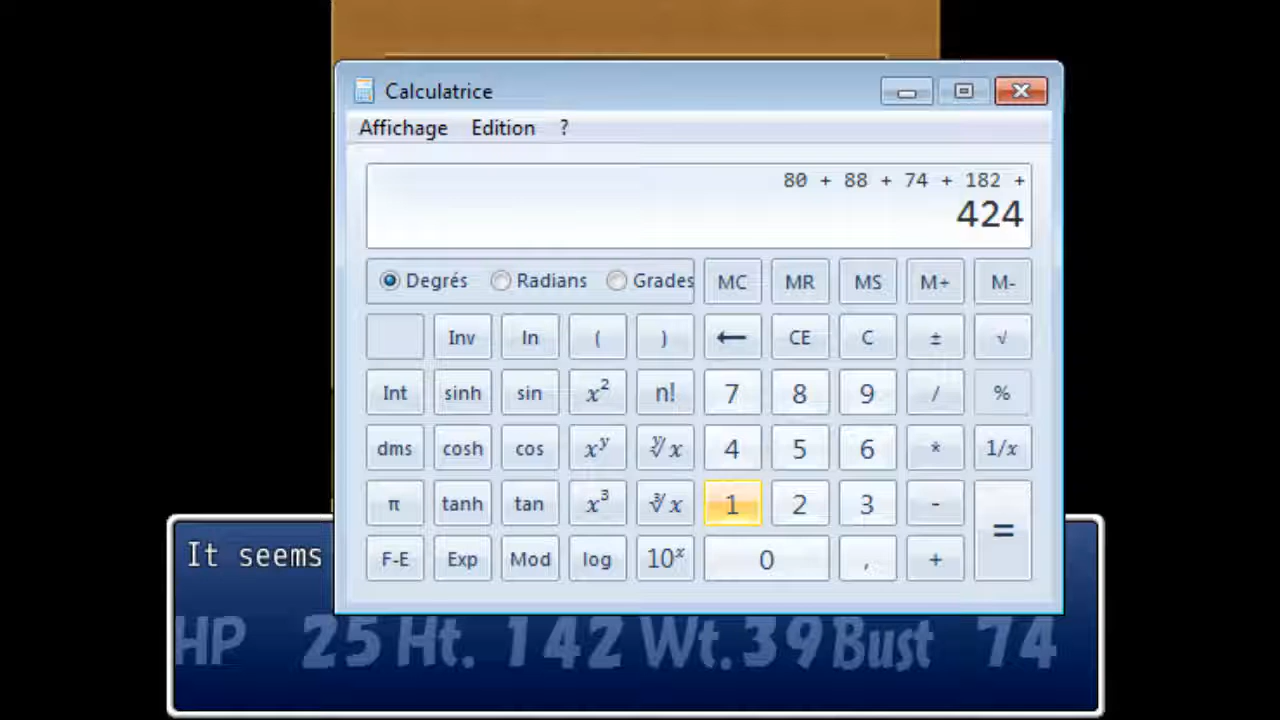 Calculatrice
Affichage Edition ?
80 + 88 + 74 + 182 +
424
Degrés Radians Grades MC MR MS M+ M-
Inv ln ( ) ← CE C ± √
Int sinh sin x² n! 7 8 9 / %
dms cosh cos xʸ ʸ√x 4 5 6 * 1/x
π tanh tan x³ ³√x 1 2 3 - =
F-E Exp Mod log 10ˣ 0 , +
It seems
HP 25 Ht. 142 Wt. 39 Bust 74